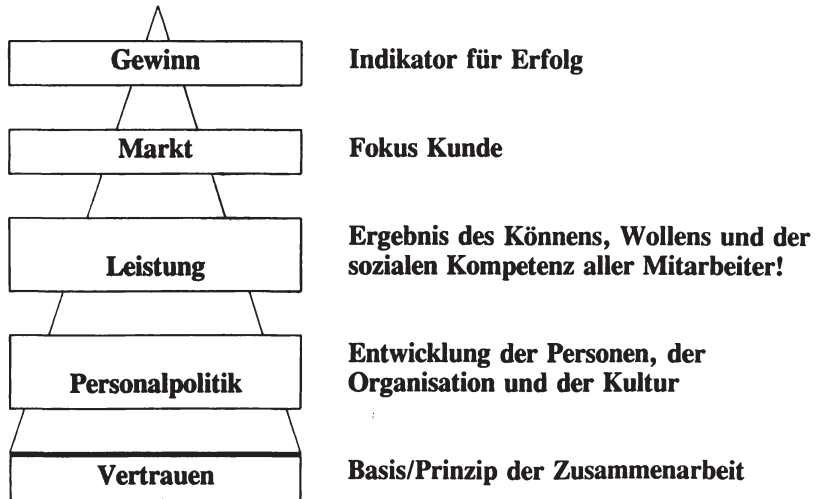 Gewinn
Indikator für Erfolg
Markt
Fokus Kunde
Leistung
Ergebnis des Könnens, Wollens und der
sozialen Kompetenz aller Mitarbeiter!
Personalpolitik
Entwicklung der Personen, der
Organisation und der Kultur
Vertrauen
Basis/Prinzip der Zusammenarbeit